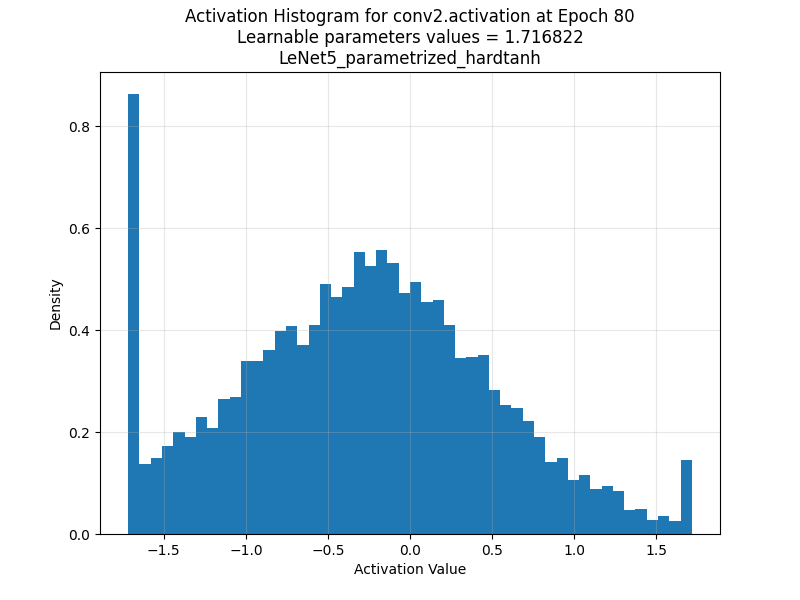 Activation Histogram for conv2.activation at Epoch 80
Learnable parameters values = 1.716822
LeNet5_parametrized_hardtanh
Density
0.8
0.6
0.4
0.2
0.0
−1.5 −1.0 −0.5 0.0 0.5 1.0 1.5
Activation Value